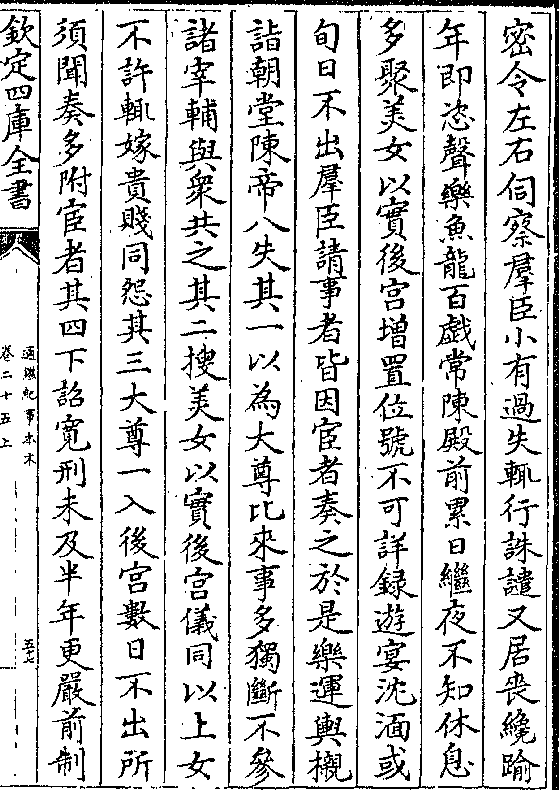 密令左右伺察羣臣小有過失輒行誅譴又居喪纔踰
年即恣聲樂魚龍百戲常陳殿前累日繼夜不知休息
多聚美女以實後宮增置位號不可詳録遊宴沈湎或
旬日不出羣臣請事者皆因宦者奏之於是樂運輿櫬
詣朝堂陳帝八失其一以為大尊比來事多獨斷不參
諸宰輔與衆共之其二搜美女以實後宮儀同以上女
不許輒嫁貴賤同怨其三大尊一入後宮數日不出所
須聞奏多附宦者其四下詔寛刑未及半年更嚴前制
欽定四庫全書
通鑑紀事本末
卷二十五上
五十七